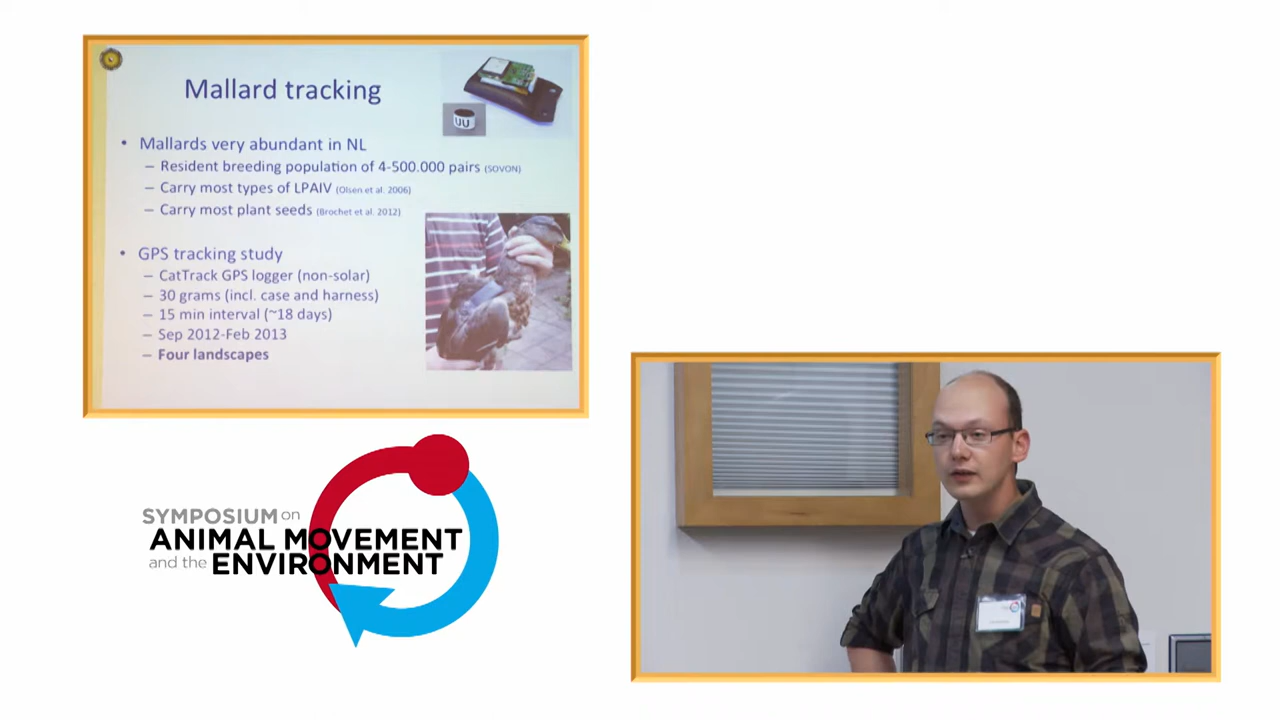 Mallard tracking
UU
• Mallards very abundant in NL
– Resident breeding population of 4-500.000 pairs (SOVON)
– Carry most types of LPAIV (Olsen et al. 2006)
– Carry most plant seeds (Brochet et al. 2012)
• GPS tracking study
– CatTrack GPS logger (non-solar)
– 30 grams (incl. case and harness)
– 15 min interval (~18 days)
– Sep 2012-Feb 2013
– Four landscapes
SYMPOSIUM on
ANIMAL MOVEMENT
and the ENVIRONMENT